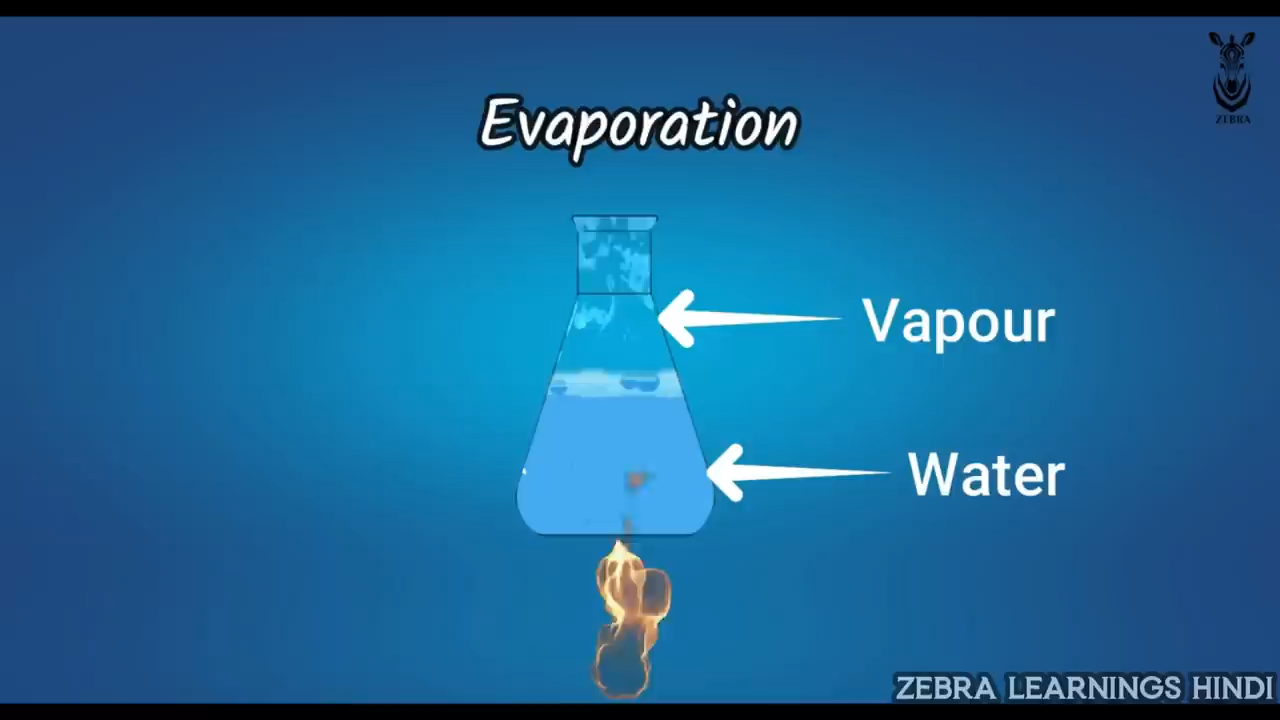 ZEBRA
Evaporation
Vapour
Water
ZEBRA LEARNINGS HINDI